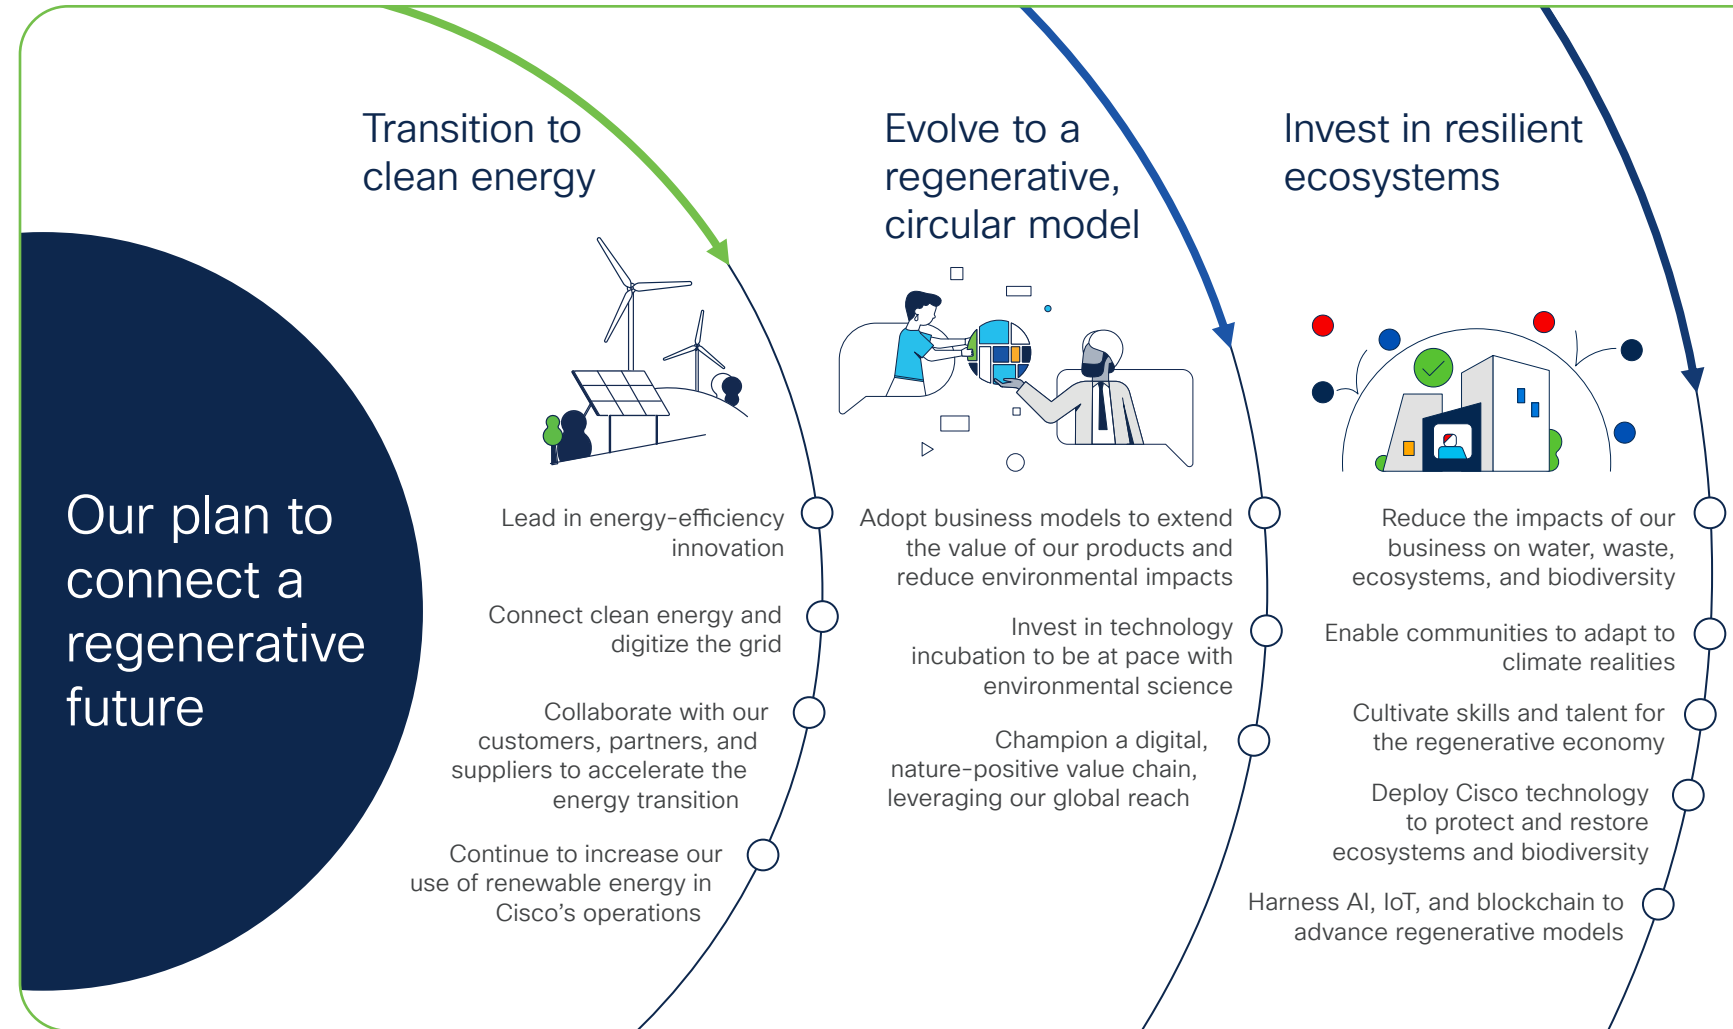 Our plan to
connect a
regenerative
future
Transition to
clean energy
Lead in energy-efficiency
innovation
Connect clean energy and
digitize the grid
Collaborate with our
customers, partners, and
suppliers to accelerate the
energy transition
Continue to increase our
use of renewable energy in
Cisco's operations
Evolve to a
regenerative,
circular model
Adopt business models to extend
the value of our products and
reduce environmental impacts
Invest in technology
incubation to be at pace with
environmental science
Champion a digital,
nature-positive value chain,
leveraging our global reach
Invest in resilient
ecosystems
Reduce the impacts of our
business on water, waste,
ecosystems, and biodiversity
Enable communities to adapt to
climate realities
Cultivate skills and talent for
the regenerative economy
Deploy Cisco technology
to protect and restore
ecosystems and biodiversity
Harness AI, IoT, and blockchain to
advance regenerative models